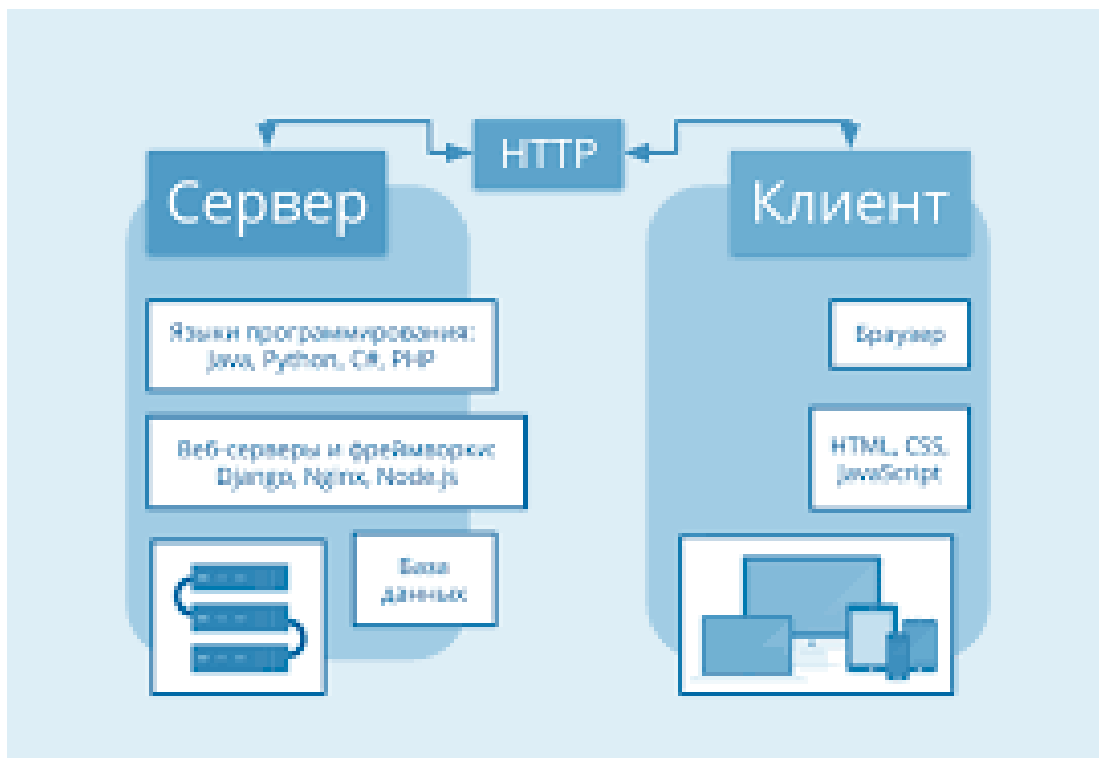 HTTP
Сервер
Клиент
Языки программирования:
Java, Python, C#, PHP
Браузер
Веб-серверы и фреймворки:
Django, Nginx, Node.js
HTML, CSS,
JavaScript
База
данных